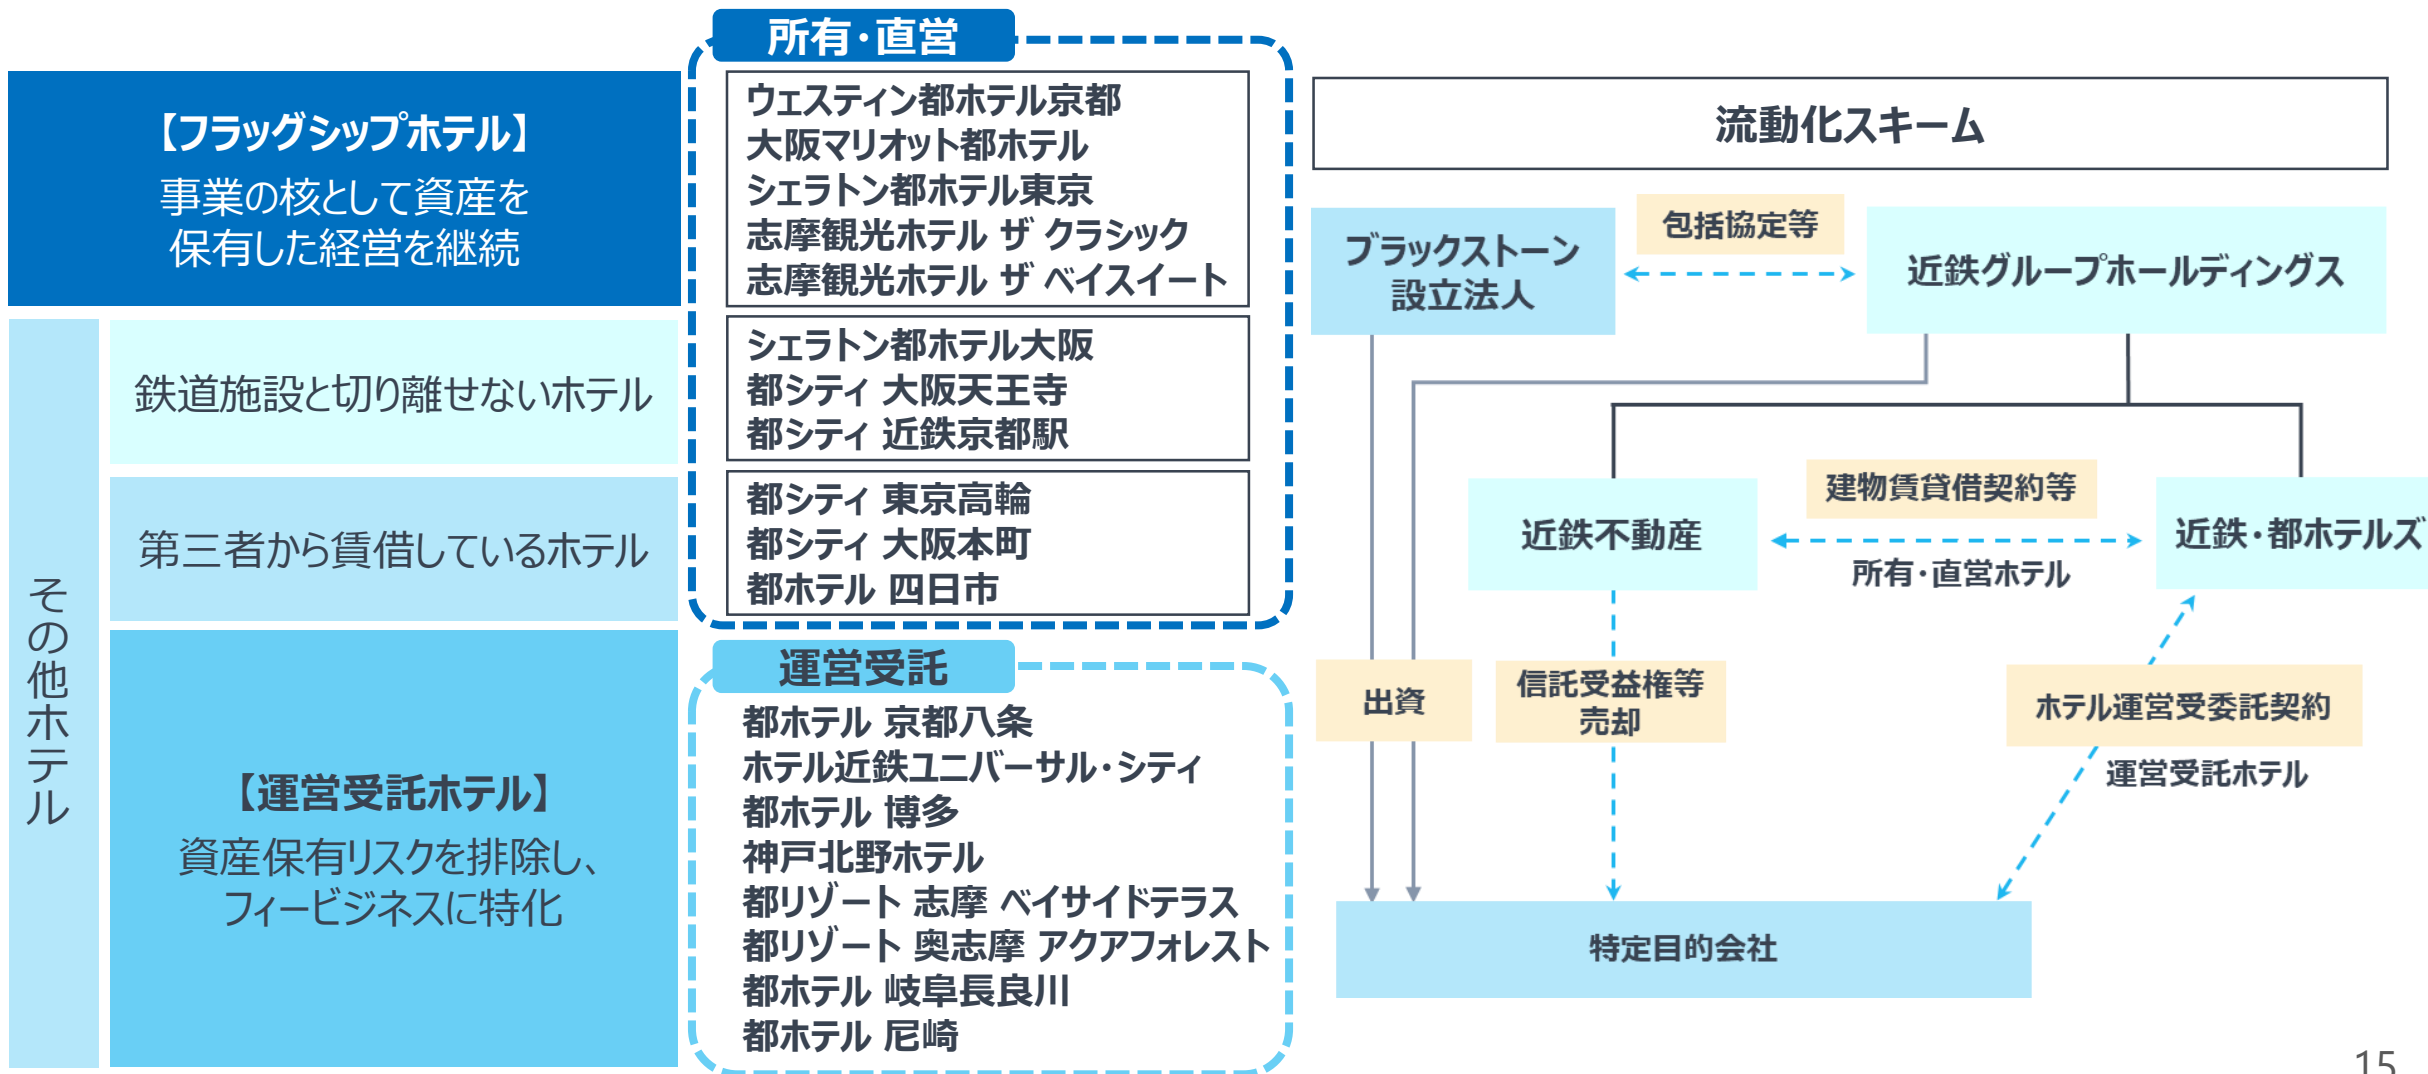 所有・直営
【フラッグシップホテル】
事業の核として資産を
保有した経営を継続
ウェスティン都ホテル京都
大阪マリオット都ホテル
シェラトン都ホテル東京
志摩観光ホテル ザ クラシック
志摩観光ホテル ザ ベイスイート
その他ホテル
鉄道施設と切り離せないホテル
シェラトン都ホテル大阪
都シティ 大阪天王寺
都シティ 近鉄京都駅
第三者から賃借しているホテル
都シティ 東京高輪
都シティ 大阪本町
都ホテル 四日市
【運営受託ホテル】
資産保有リスクを排除し、
フィービジネスに特化
運営受託
都ホテル 京都八条
ホテル近鉄ユニバーサル・シティ
都ホテル 博多
神戸北野ホテル
都リゾート 志摩 ベイサイドテラス
都リゾート 奥志摩 アクアフォレスト
都ホテル 岐阜長良川
都ホテル 尼崎
流動化スキーム
ブラックストーン
設立法人
包括協定等
近鉄グループホールディングス
近鉄不動産
建物賃貸借契約等
所有・直営ホテル
近鉄・都ホテルズ
出資
信託受益権等
売却
ホテル運営受委託契約
運営受託ホテル
特定目的会社
15